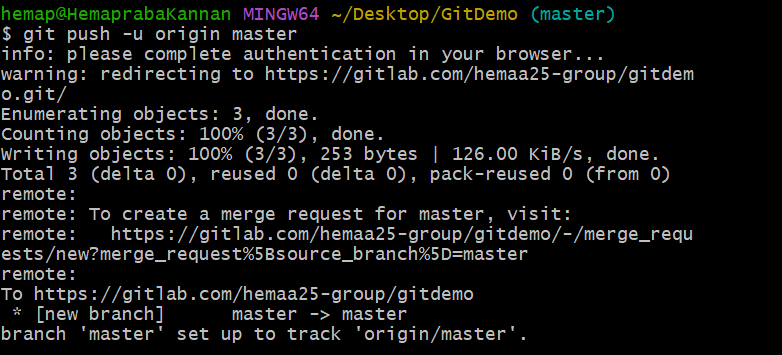 hemap@HemaprabaKannan MINGW64 ~/Desktop/GitDemo (master)
$ git push -u origin master
info: please complete authentication in your browser...
warning: redirecting to https://gitlab.com/hemaa25-group/gitdem
o.git/
Enumerating objects: 3, done.
Counting objects: 100% (3/3), done.
Writing objects: 100% (3/3), 253 bytes | 126.00 KiB/s, done.
Total 3 (delta 0), reused 0 (delta 0), pack-reused 0 (from 0)
remote:
remote: To create a merge request for master, visit:
remote:   https://gitlab.com/hemaa25-group/gitdemo/-/merge_requ
ests/new?merge_request%5Bsource_branch%5D=master
remote:
To https://gitlab.com/hemaa25-group/gitdemo
 * [new branch]      master -> master
branch 'master' set up to track 'origin/master'.